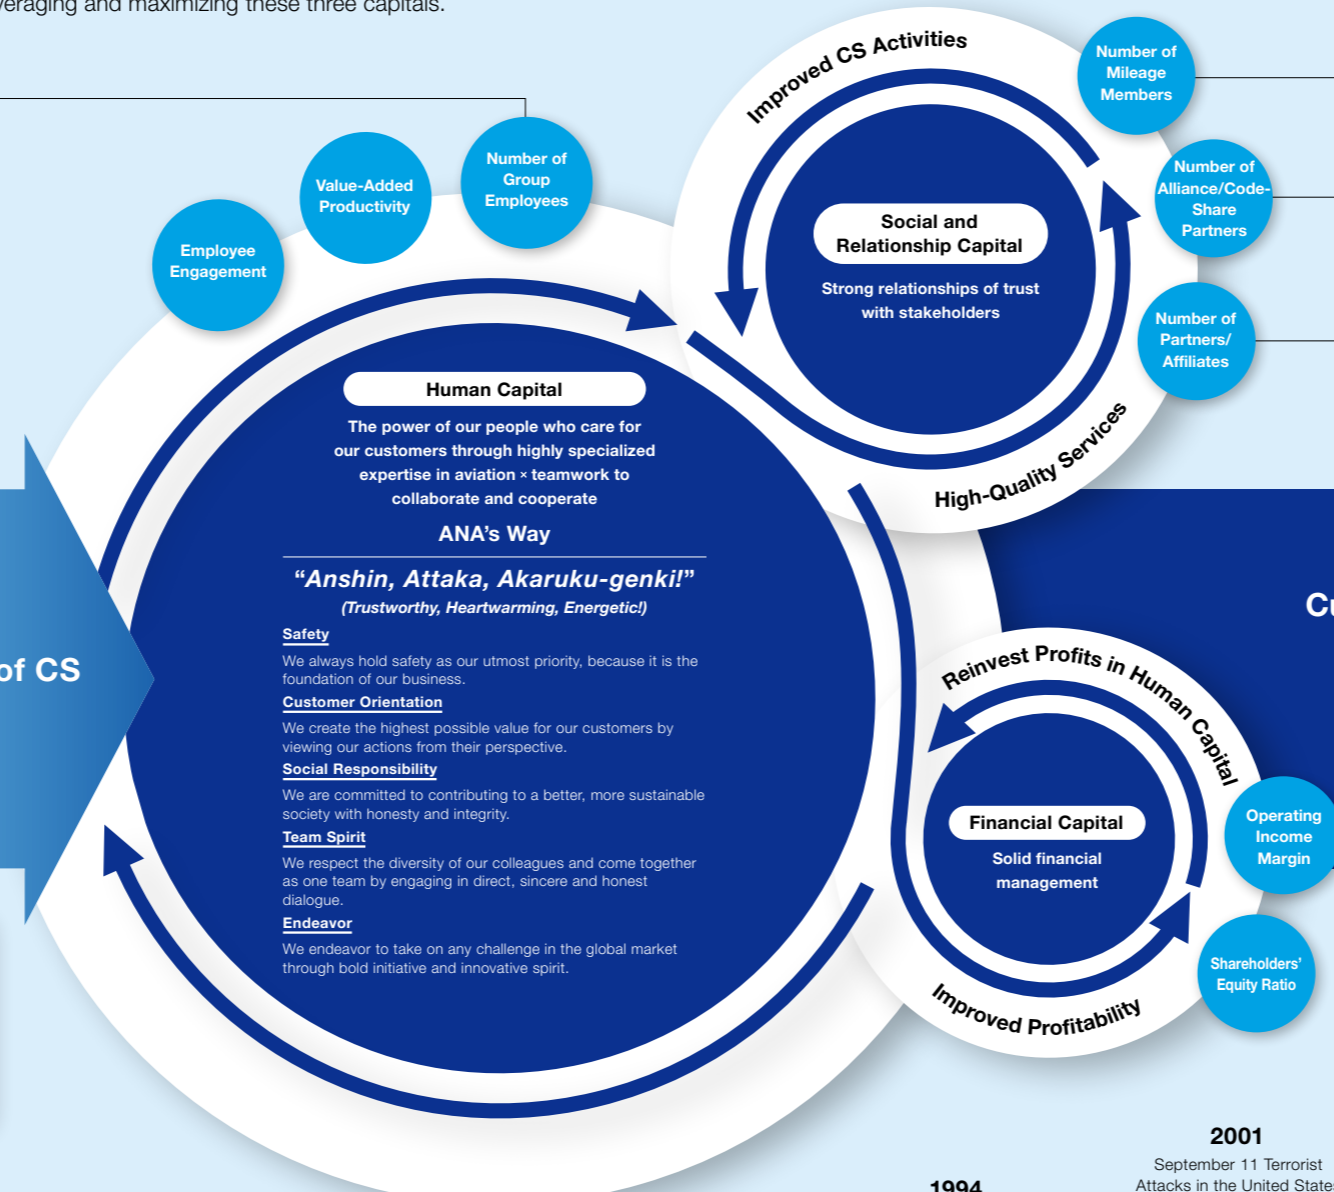 veraging and maximizing these three capitals.
Improved CS Activities
Number of
Mileage
Members
Number of
Alliance/Code-
Share
Partners
Number of
Partners/
Affiliates
Social and
Relationship Capital
Strong relationships of trust
with stakeholders
High-Quality Services
Employee
Engagement
Value-Added
Productivity
Number of
Group
Employees
Human Capital
The power of our people who care for
our customers through highly specialized
expertise in aviation × teamwork to
collaborate and cooperate
ANA’s Way
“Anshin, Attaka, Akaruku-genki!”
(Trustworthy, Heartwarming, Energetic!)
Safety
We always hold safety as our utmost priority, because it is the
foundation of our business.
Customer Orientation
We create the highest possible value for our customers by
viewing our actions from their perspective.
Social Responsibility
We are committed to contributing to a better, more sustainable
society with honesty and integrity.
Team Spirit
We respect the diversity of our colleagues and come together
as one team by engaging in direct, sincere and honest
dialogue.
Endeavor
We endeavor to take on any challenge in the global market
through bold initiative and innovative spirit.
of CS
Cu
Reinvest Profits in Human Capital
Financial Capital
Solid financial
management
Improved Profitability
Operating
Income
Margin
Shareholders’
Equity Ratio
1994
2001
September 11 Terrorist
Attacks in the United States